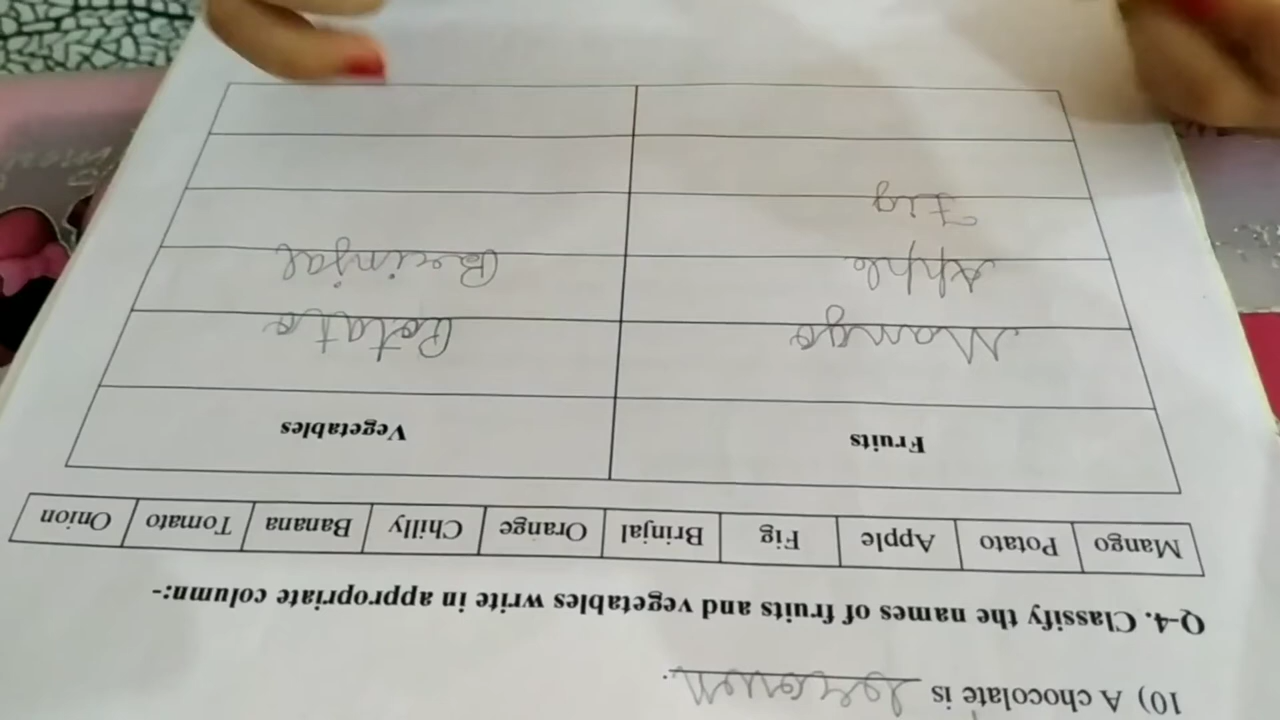 10) A chocolate is brown.
Q-4. Classify the names of fruits and vegetables write in appropriate column:-
Mango Potato Apple Fig Brinjal Orange Chilly Banana Tomato Onion
Fruits Vegetables
Mango Potato
Apple Brinjal
Fig